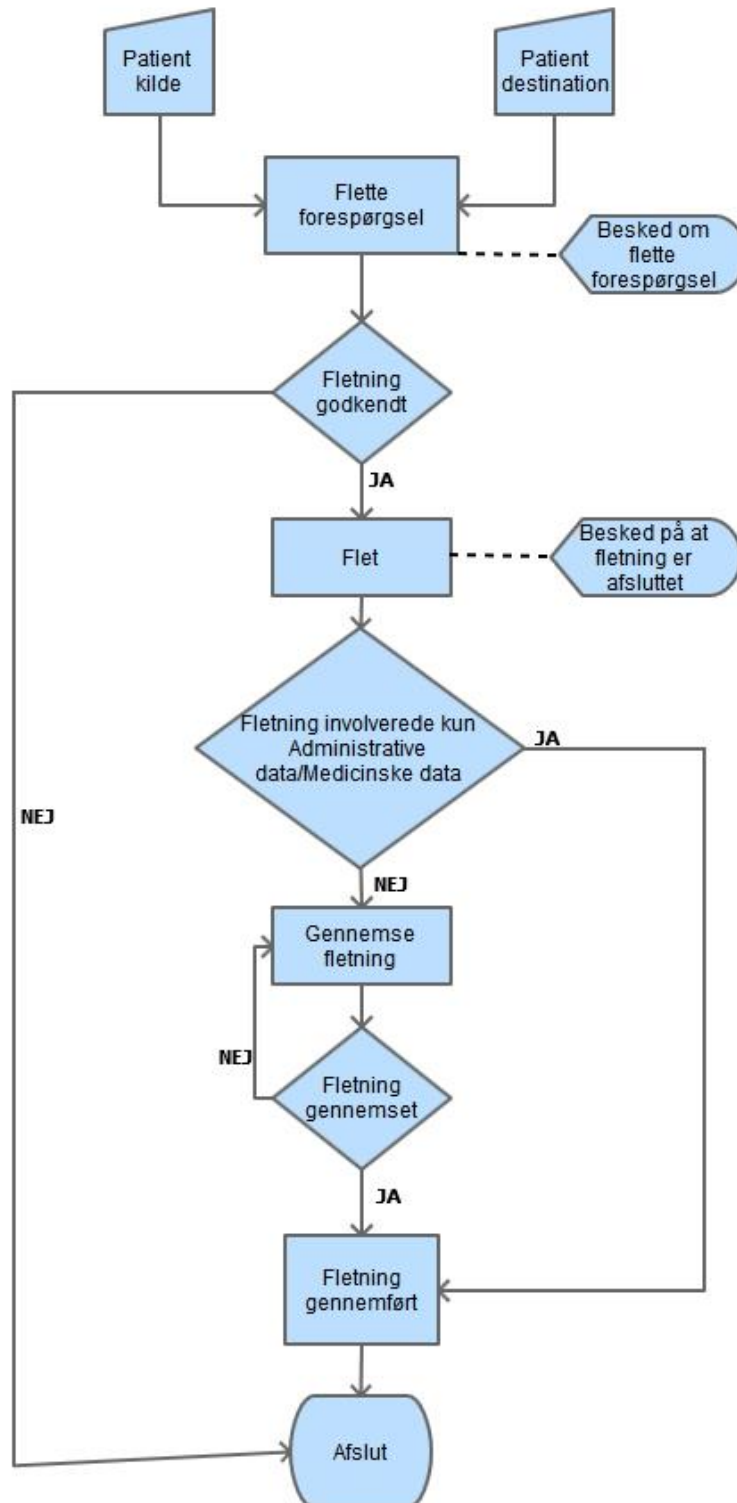 Patient
kilde
Patient
destination
Flette
forespørgsel
Besked om
flette
forespørgsel
Fletning
godkendt
JA
Flet
Besked på at
fletning er
afsluttet
Fletning involverede kun
Administrative
data/Medicinske data
JA
NEJ
NEJ
Gennemse
fletning
NEJ
Fletning
gennemset
JA
Fletning
gennemført
Afslut